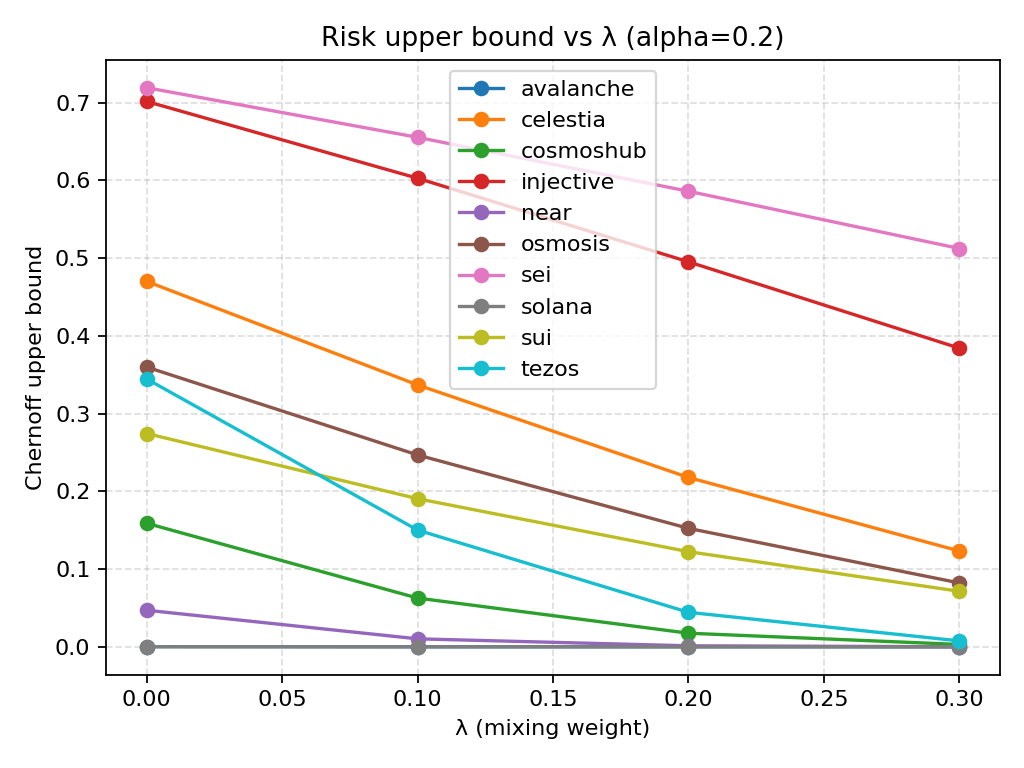 Risk upper bound vs λ (alpha=0.2)
Chernoff upper bound
0.7
0.6
0.5
0.4
0.3
0.2
0.1
0.0
avalanche
celestia
cosmoshub
injective
near
osmosis
sei
solana
sui
tezos
0.00 0.05 0.10 0.15 0.20 0.25 0.30
λ (mixing weight)